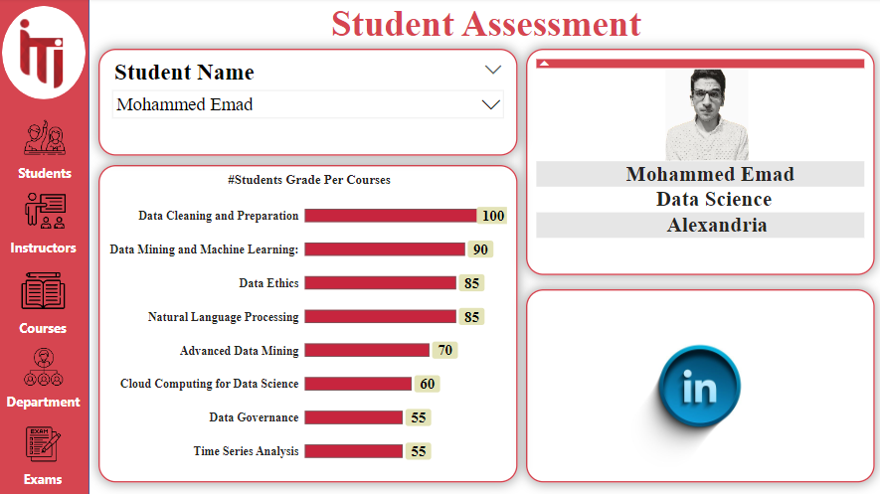 Student Assessment
iTi
Students
Instructors
Courses
Department
EXAM
Exams
Student Name
Mohammed Emad
#Students Grade Per Courses
Data Cleaning and Preparation 100
Data Mining and Machine Learning: 90
Data Ethics 85
Natural Language Processing 85
Advanced Data Mining 70
Cloud Computing for Data Science 60
Data Governance 55
Time Series Analysis 55
Mohammed Emad
Data Science
Alexandria
in